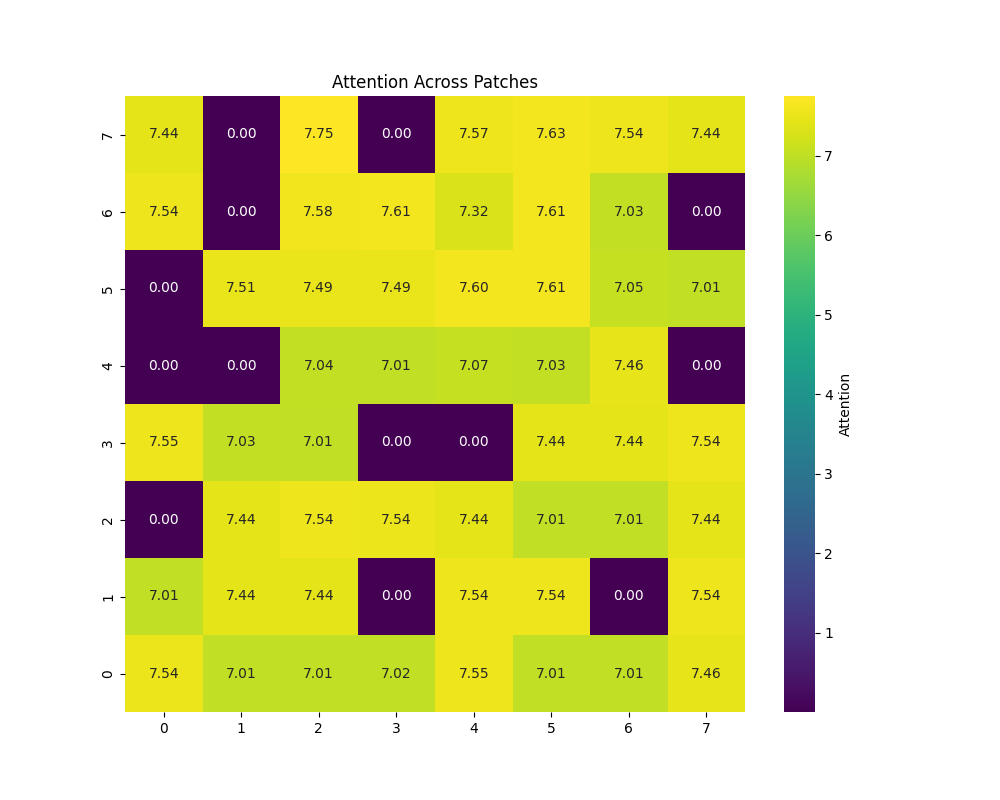 Attention Across Patches
7 7.44 0.00 7.75 0.00 7.57 7.63 7.54 7.44
6 7.54 0.00 7.58 7.61 7.32 7.61 7.03 0.00
5 0.00 7.51 7.49 7.49 7.60 7.61 7.05 7.01
4 0.00 0.00 7.04 7.01 7.07 7.03 7.46 0.00
3 7.55 7.03 7.01 0.00 0.00 7.44 7.44 7.54
2 0.00 7.44 7.54 7.54 7.44 7.01 7.01 7.44
1 7.01 7.44 7.44 0.00 7.54 7.54 0.00 7.54
0 7.54 7.01 7.01 7.02 7.55 7.01 7.01 7.46
0 1 2 3 4 5 6 7
7
6
5
4
3
2
1
Attention